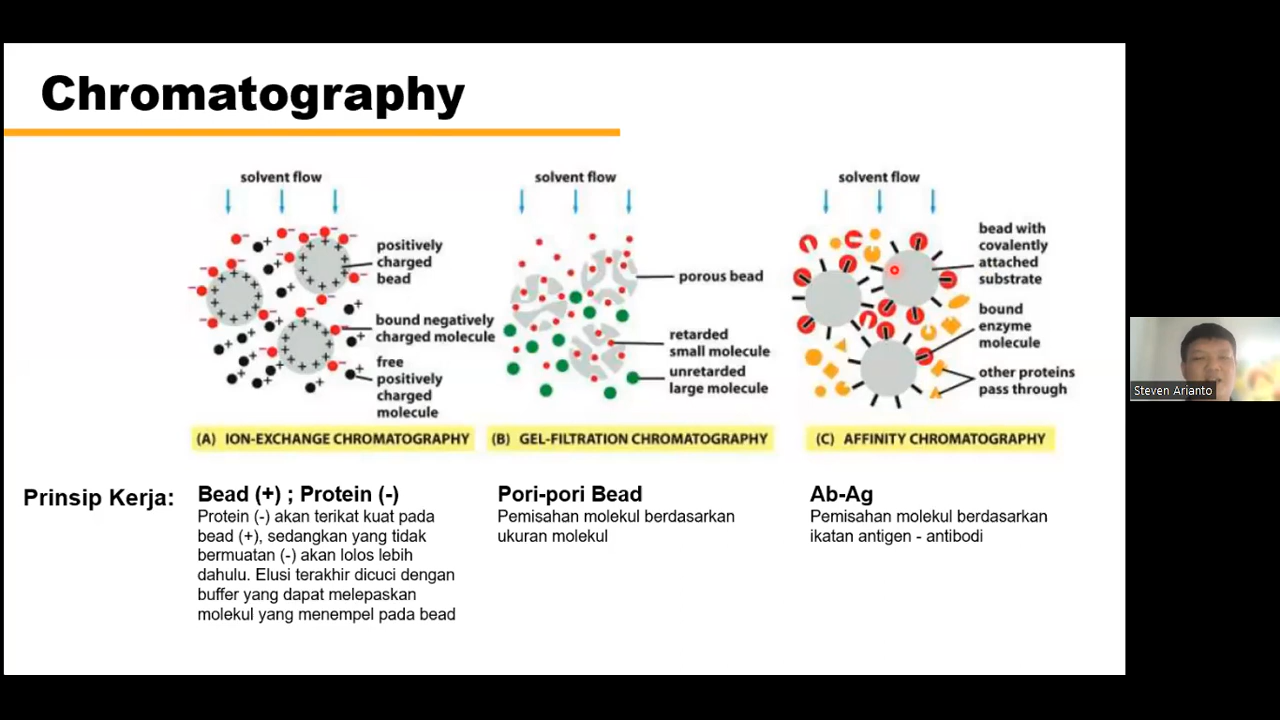 Chromatography
solvent flow
positively
charged
bead
bound negatively
charged molecule
free
positively
charged
molecule
(A) ION-EXCHANGE CHROMATOGRAPHY
solvent flow
porous bead
retarded
small molecule
unretarded
large molecule
(B) GEL-FILTRATION CHROMATOGRAPHY
solvent flow
bead with
covalently
attached
substrate
bound
enzyme
molecule
other proteins
pass through
(C) AFFINITY CHROMATOGRAPHY
Prinsip Kerja:
Bead (+) ; Protein (-)
Protein (-) akan terikat kuat pada
bead (+), sedangkan yang tidak
bermuatan (-) akan lolos lebih
dahulu. Elusi terakhir dicuci dengan
buffer yang dapat melepaskan
molekul yang menempel pada bead
Pori-pori Bead
Pemisahan molekul berdasarkan
ukuran molekul
Ab-Ag
Pemisahan molekul berdasarkan
ikatan antigen - antibodi
Steven Arianto